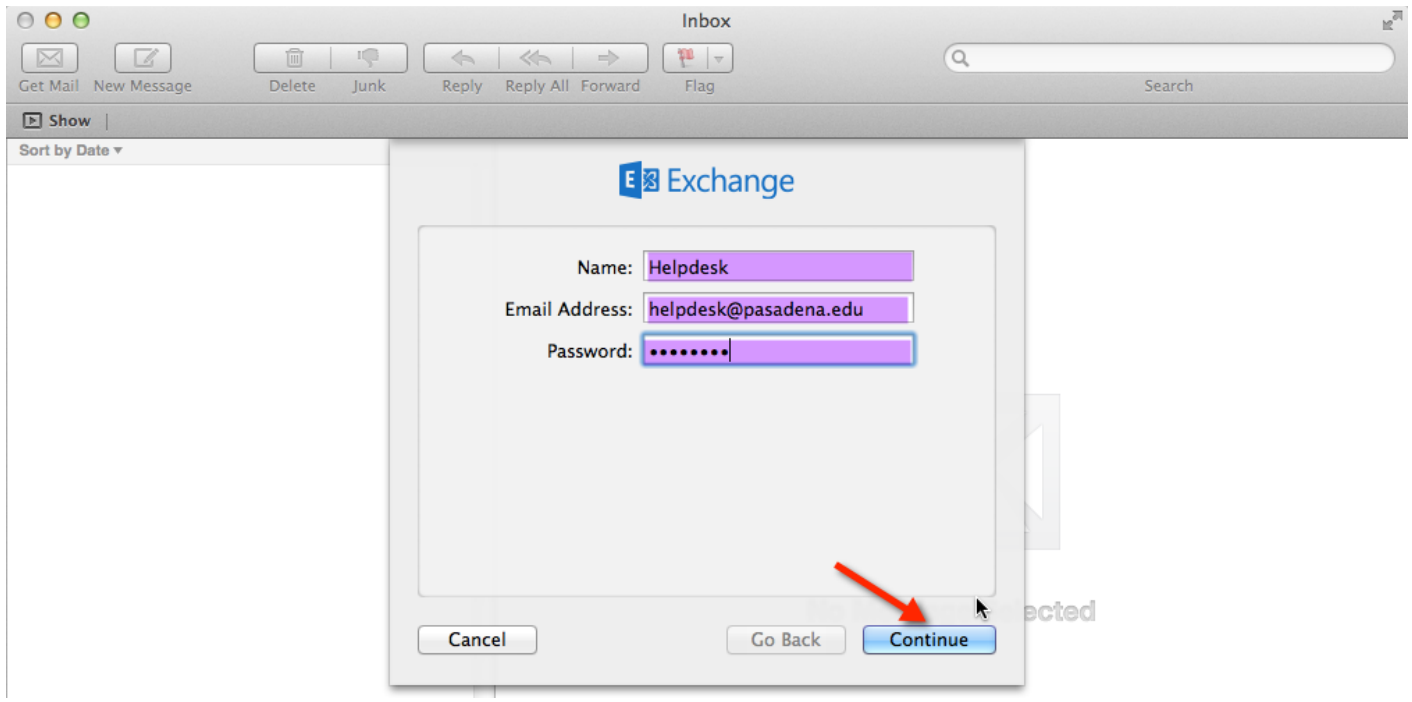 Inbox
Get Mail New Message Delete Junk Reply Reply All Forward Flag Search
Show
Sort by Date
E Exchange
Name: Helpdesk
Email Address: helpdesk@pasadena.edu
Password: ••••••••
Cancel Go Back Continue